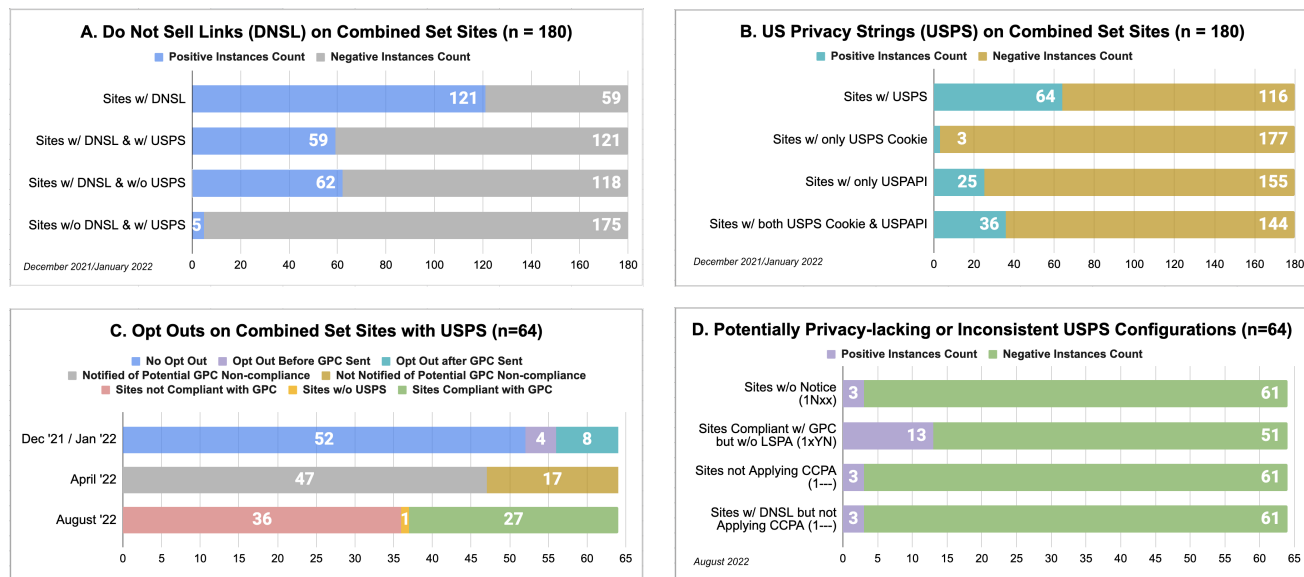 A. Do Not Sell Links (DNSL) on Combined Set Sites (n = 180)
Positive Instances Count Negative Instances Count
Sites w/ DNSL 121 59
Sites w/ DNSL & w/ USPS 59 121
Sites w/ DNSL & w/o USPS 62 118
Sites w/o DNSL & w/ USPS 5 175
0 20 40 60 80 100 120 140 160 180
December 2021/January 2022
B. US Privacy Strings (USPS) on Combined Set Sites (n = 180)
Positive Instances Count Negative Instances Count
Sites w/ USPS 64 116
Sites w/ only USPS Cookie 3 177
Sites w/ only USPAPI 25 155
Sites w/ both USPS Cookie & USPAPI 36 144
0 20 40 60 80 100 120 140 160 180
December 2021/January 2022
C. Opt Outs on Combined Set Sites with USPS (n=64)
No Opt Out Opt Out Before GPC Sent Opt Out after GPC Sent
Notified of Potential GPC Non-compliance Not Notified of Potential GPC Non-compliance
Sites not Compliant with GPC Sites w/o USPS Sites Compliant with GPC
Dec '21 / Jan '22 52 4 8
April '22 47 17
August '22 36 1 27
0 5 10 15 20 25 30 35 40 45 50 55 60 65
D. Potentially Privacy-lacking or Inconsistent USPS Configurations (n=64)
Positive Instances Count Negative Instances Count
Sites w/o Notice
(1Nxx) 3 61
Sites Compliant w/ GPC
but w/o LSPA (1xYN) 13 51
Sites not Applying CCPA
(1---) 3 61
Sites w/ DNSL but not
Applying CCPA (1---) 3 61
0 5 10 15 20 25 30 35 40 45 50 55 60 65
August 2022